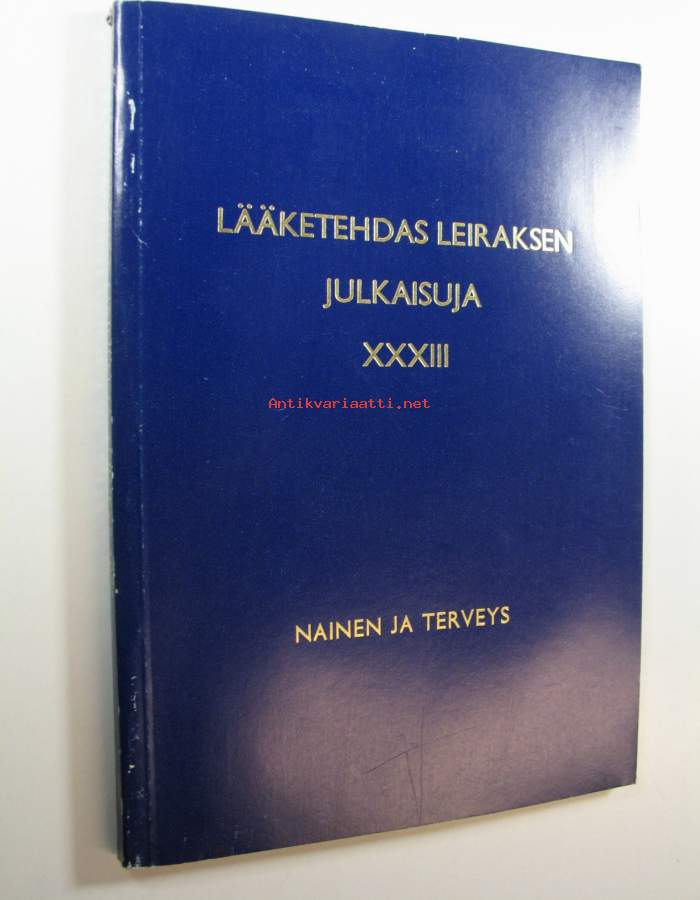 LÄÄKETEHDAS LEIRAKSEN
JULKAISUJA
XXXIII
Antikvariaatti.net
NAINEN JA TERVEYS